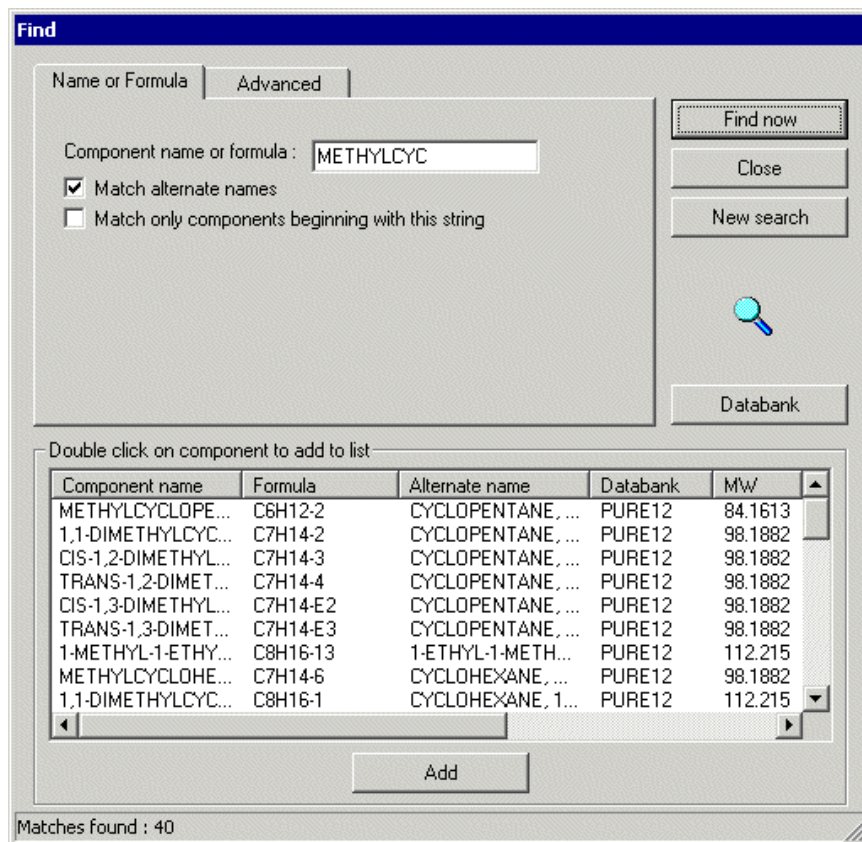 Find
Name or Formula Advanced
Component name or formula : METHYLCYC
Match alternate names
Match only components beginning with this string
Find now
Close
New search
Databank
Double click on component to add to list
Component name Formula Alternate name Databank MW
METHYLCYCLOPE... C6H12-2 CYCLOPENTANE, ... PURE12 84.1613
1,1-DIMETHYLCYC... C7H14-2 CYCLOPENTANE, ... PURE12 98.1882
CIS-1,2-DIMETHYL... C7H14-3 CYCLOPENTANE, ... PURE12 98.1882
TRANS-1,2-DIMET... C7H14-4 CYCLOPENTANE, ... PURE12 98.1882
CIS-1,3-DIMETHYL... C7H14-E2 CYCLOPENTANE, ... PURE12 98.1882
TRANS-1,3-DIMET... C7H14-E3 CYCLOPENTANE, ... PURE12 98.1882
1-METHYL-1-ETHY... C8H16-13 1-ETHYL-1-METH... PURE12 112.215
METHYLCYCLOHE... C7H14-6 CYCLOHEXANE, ... PURE12 98.1882
1,1-DIMETHYLCYC... C8H16-1 CYCLOHEXANE, 1... PURE12 112.215
Add
Matches found : 40